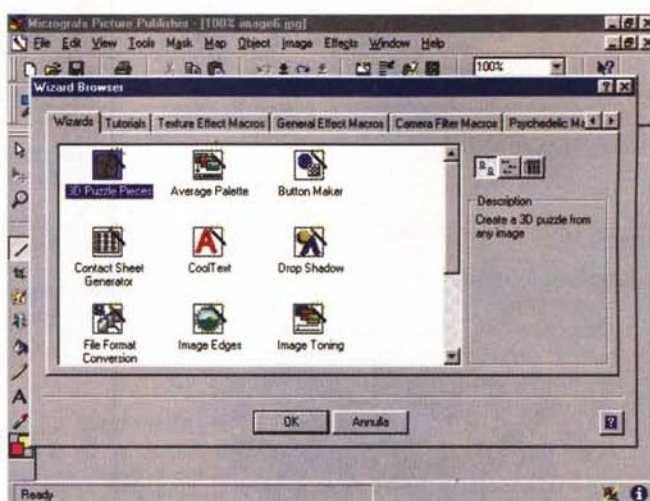 Micrografx Picture Publisher - [100% image6.jpg]
File Edit View Tools Mask Map Object Image Effects Window Help
100%
Wizard Browser
Wizards Tutorials Texture Effect Macros General Effect Macros Camera Filter Macros Psychedelic Ma
3D Puzzle Pieces
Average Palette
Button Maker
Description
Create a 3D puzzle from
any image
Contact Sheet
Generator
CoolText
Drop Shadow
File Format
Conversion
Image Edges
Image Toning
OK Annulla
Ready